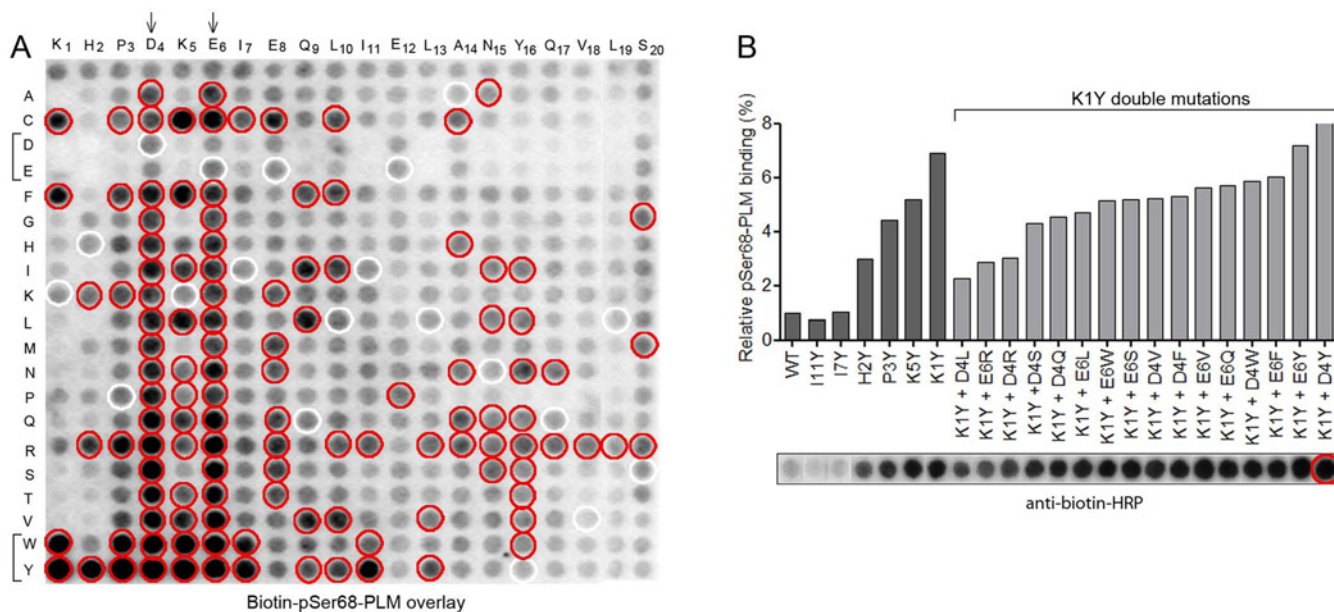 A
K1 H2 P3 D4 K5 E6 I7 E8 Q9 L10 I11 E12 L13 A14 N15 Y16 Q17 V18 L19 S20
A
C
D
E
F
G
H
I
K
L
M
N
P
Q
R
S
T
V
W
Y
Biotin-pSer68-PLM overlay
B
K1Y double mutations
Relative pSer68-PLM binding (%)
8
6
4
2
0
WT
I11Y
I7Y
H2Y
P3Y
K5Y
K1Y
K1Y + D4L
K1Y + E6R
K1Y + D4R
K1Y +D4S
K1Y + D4Q
K1Y + E6L
K1Y + E6W
K1Y + E6S
K1Y + D4V
K1Y + D4F
K1Y + E6V
K1Y + E6Q
K1Y + D4W
K1Y + E6F
K1Y + E6Y
K1Y + D4Y
anti-biotin-HRP